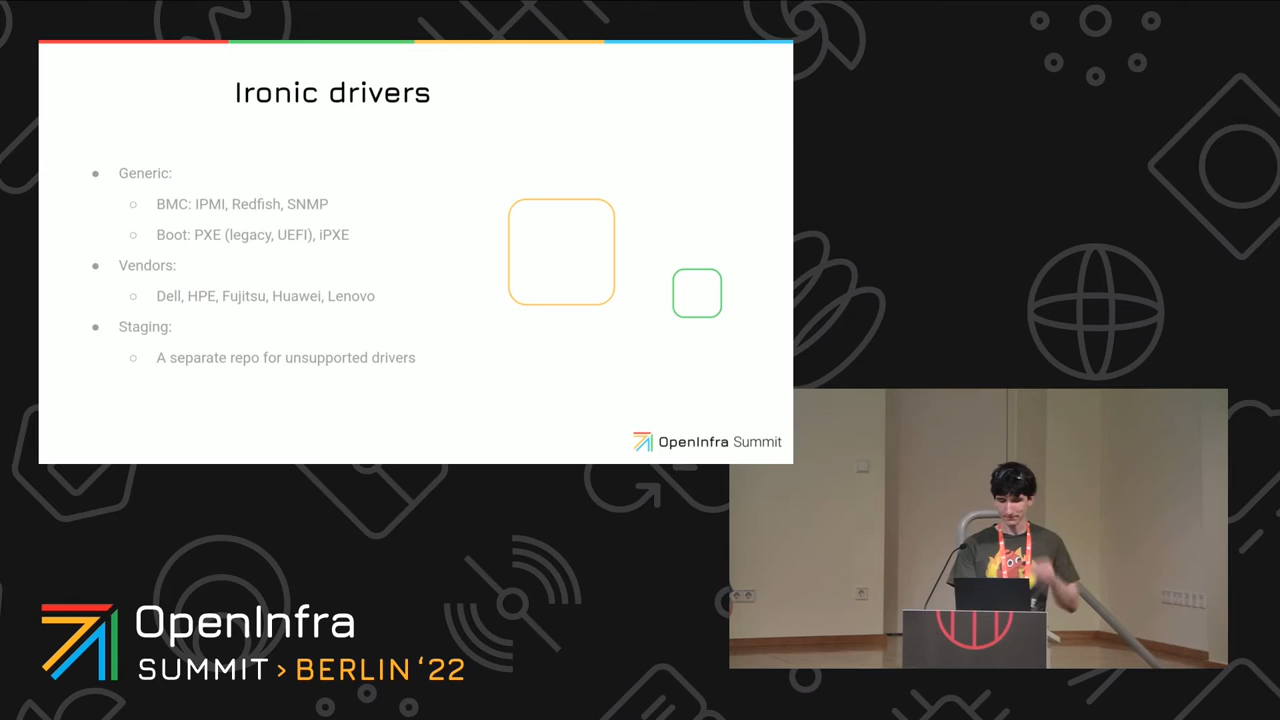 Ironic drivers
● Generic:
○ BMC: IPMI, Redfish, SNMP
○ Boot: PXE (legacy, UEFI), iPXE
● Vendors:
○ Dell, HPE, Fujitsu, Huawei, Lenovo
● Staging:
○ A separate repo for unsupported drivers
OpenInfra Summit
OpenInfra
SUMMIT > BERLIN ‘22